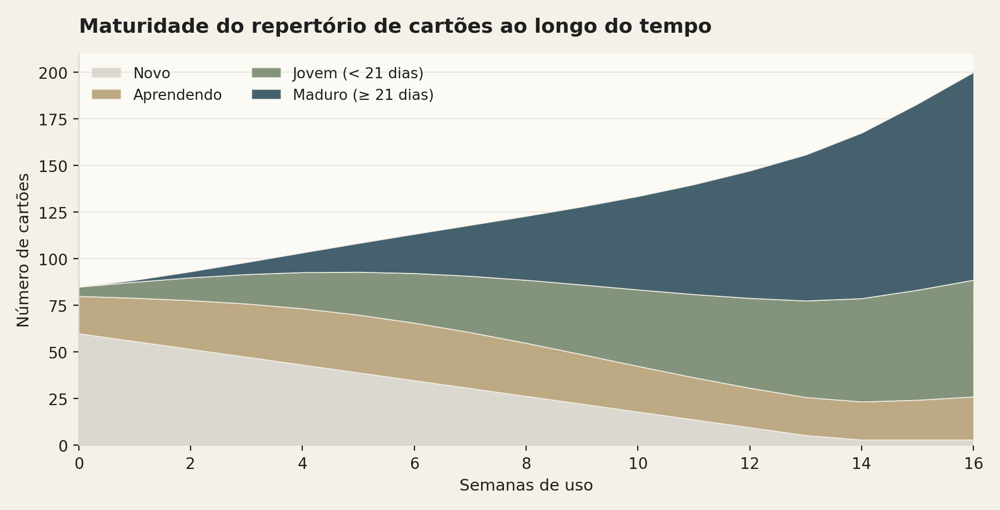 Maturidade do repertório de cartões ao longo do tempo
Novo
Aprendendo
Jovem (< 21 dias)
Maduro (≥ 21 dias)
Número de cartões
200
175
150
125
100
75
50
25
0
0 2 4 6 8 10 12 14 16
Semanas de uso